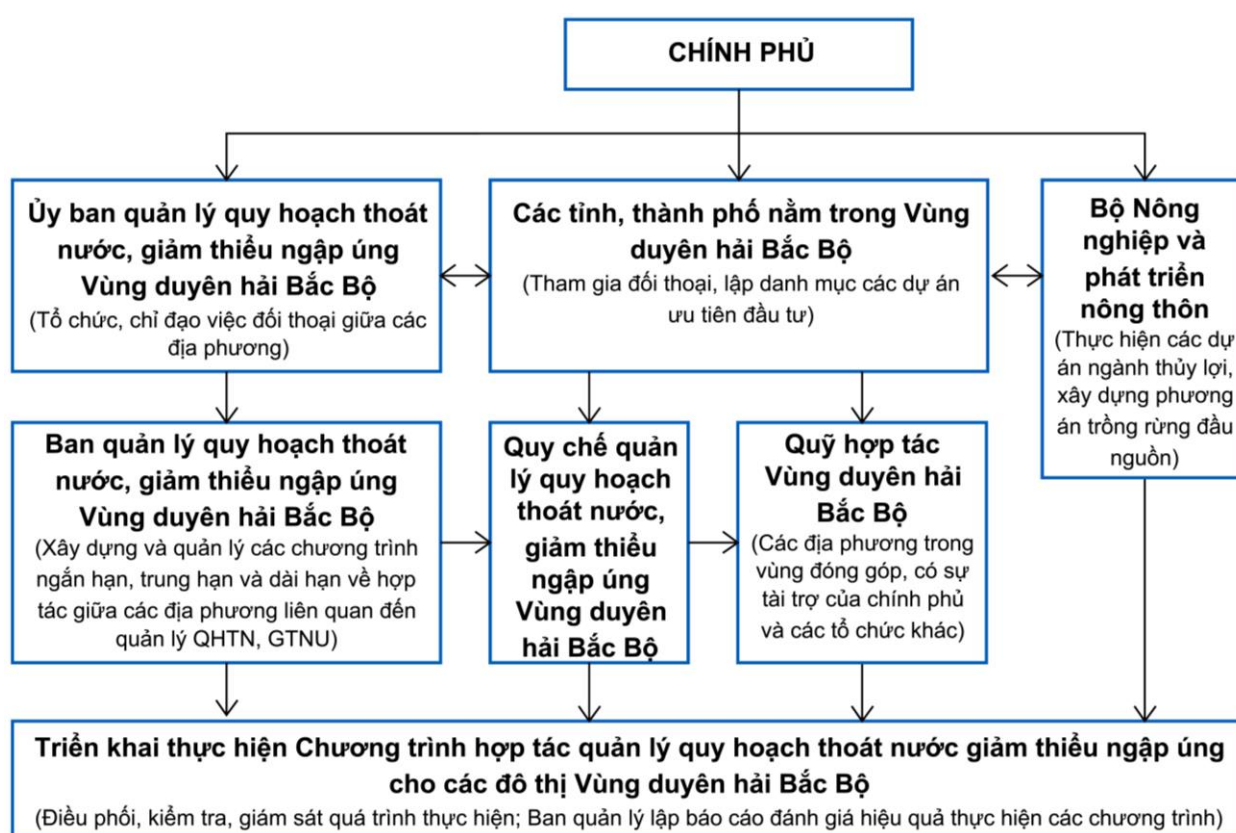 CHÍNH PHỦ
Ủy ban quản lý quy hoạch thoát
nước, giảm thiểu ngập úng
Vùng duyên hải Bắc Bộ
(Tổ chức, chỉ đạo việc đối thoại giữa các
địa phương)
Các tỉnh, thành phố nằm trong Vùng
duyên hải Bắc Bộ
(Tham gia đối thoại, lập danh mục các dự án
ưu tiên đầu tư)
Bộ Nông
nghiệp và
phát triển
nông thôn
(Thực hiện các dự
án ngành thủy lợi,
xây dựng phương
án trồng rừng đầu
nguồn)
Ban quản lý quy hoạch thoát
nước, giảm thiểu ngập úng
Vùng duyên hải Bắc Bộ
(Xây dựng và quản lý các chương trình
ngắn hạn, trung hạn và dài hạn về hợp
tác giữa các địa phương liên quan đến
quản lý QHTN, GTNU)
Quy chế quản
lý quy hoạch
thoát nước,
giảm thiểu
ngập úng
Vùng duyên
hải Bắc Bộ
Quỹ hợp tác
Vùng duyên hải
Bắc Bộ
(Các địa phương trong
vùng đóng góp, có sự
tài trợ của chính phủ
và các tổ chức khác)
Triển khai thực hiện Chương trình hợp tác quản lý quy hoạch thoát nước giảm thiểu ngập úng
cho các đô thị Vùng duyên hải Bắc Bộ
(Điều phối, kiểm tra, giám sát quá trình thực hiện; Ban quản lý lập báo cáo đánh giá hiệu quả thực hiện các chương trình)